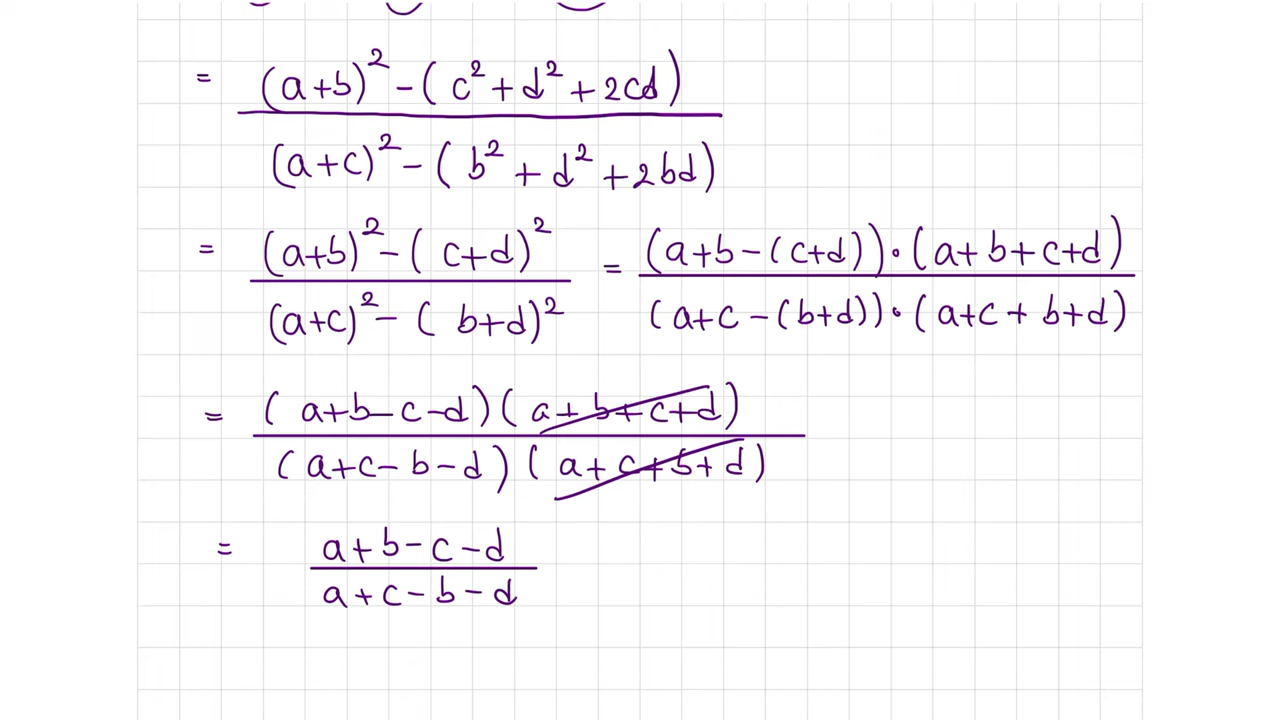 = ((a+b)² - (c² + d² + 2cd)) / ((a+c)² - (b² + d² + 2bd))
= ((a+b)² - (c+d)²) / ((a+c)² - (b+d)²) = ((a+b-(c+d))·(a+b+c+d)) / ((a+c-(b+d))·(a+c+b+d))
= ((a+b-c-d)(a+b+c+d)) / ((a+c-b-d)(a+c+b+d))
= (a+b-c-d) / (a+c-b-d)